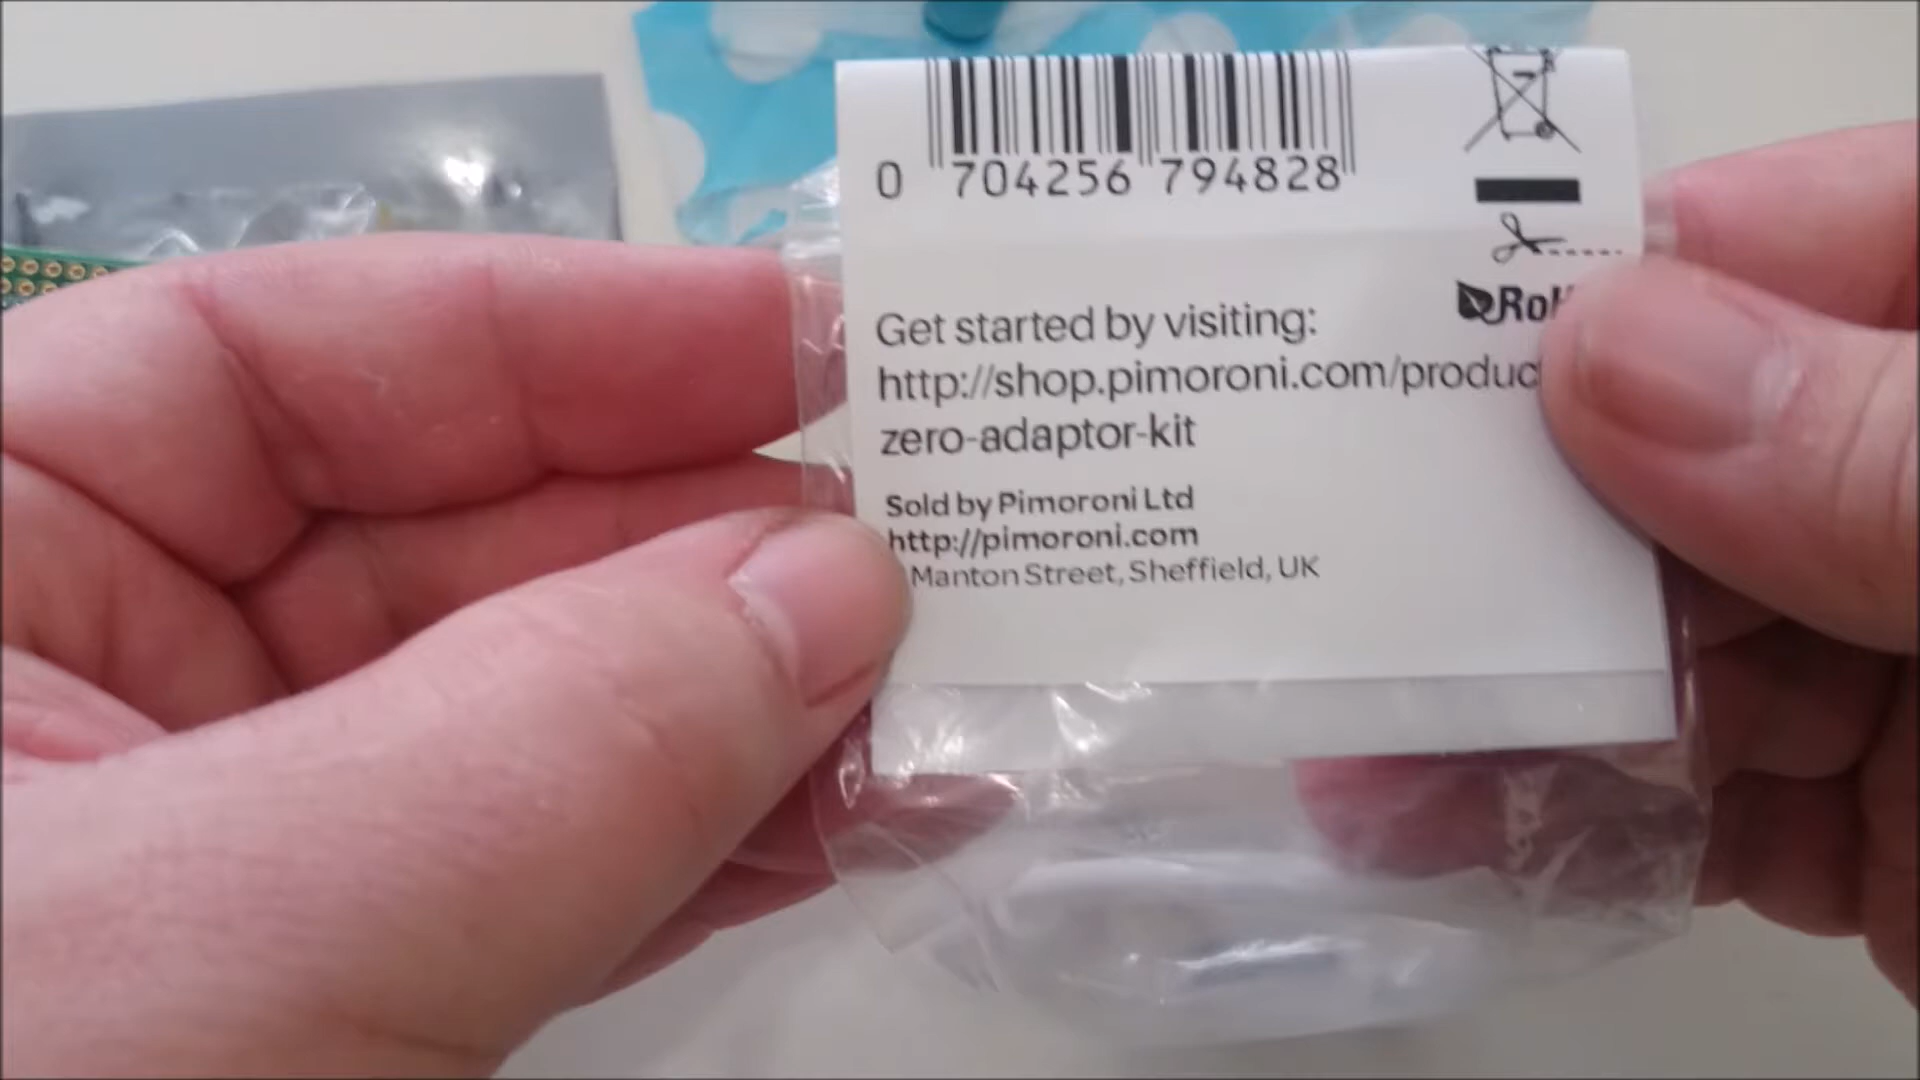 0 704256 794828
Get started by visiting:
http://shop.pimoroni.com/produc
zero-adaptor-kit
Sold by Pimoroni Ltd
http://pimoroni.com
Manton Street, Sheffield, UK